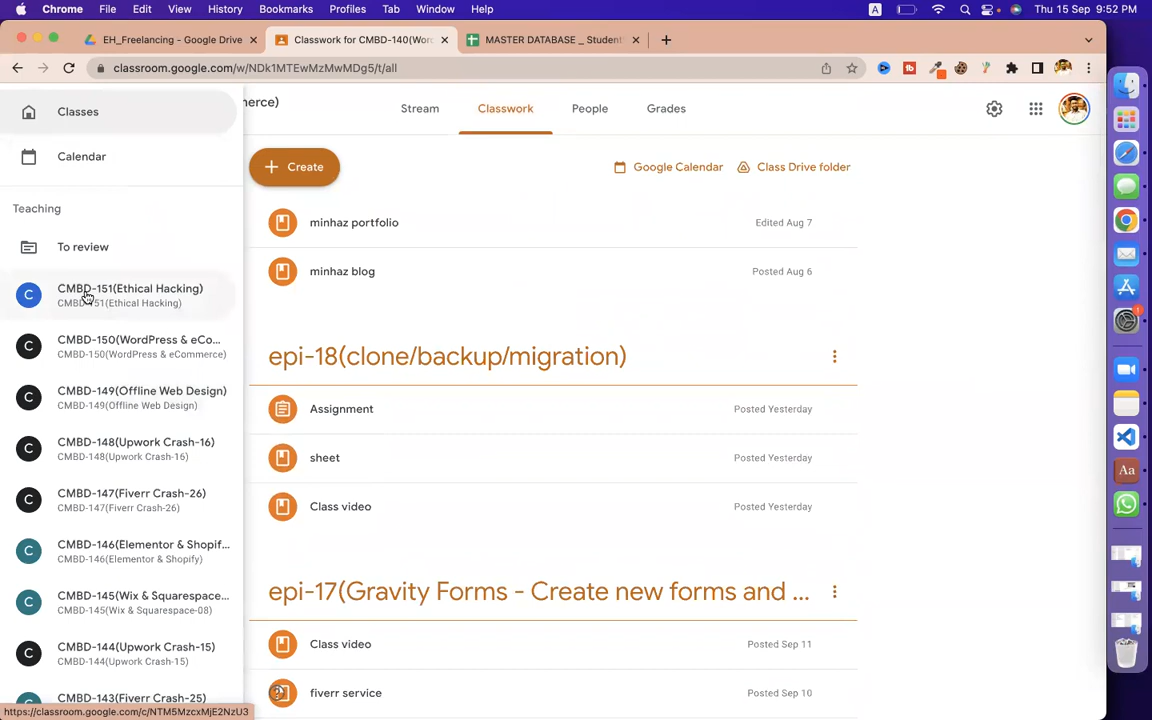 Chrome File Edit View History Bookmarks Profiles Tab Window Help A Thu 15 Sep 9:52 PM
EH_Freelancing - Google Drive × Classwork for CMBD-140(Wor × MASTER DATABASE _ Student × +
classroom.google.com/w/NDk1MTEwMzMwMDg5/t/all
Classes
Calendar
Teaching
To review
C CMBD-151(Ethical Hacking)
CMBD-151(Ethical Hacking)
C CMBD-150(WordPress & eCo...
CMBD-150(WordPress & eCommerce)
C CMBD-149(Offline Web Design)
CMBD-149(Offline Web Design)
C CMBD-148(Upwork Crash-16)
CMBD-148(Upwork Crash-16)
C CMBD-147(Fiverr Crash-26)
CMBD-147(Fiverr Crash-26)
C CMBD-146(Elementor & Shopif...
CMBD-146(Elementor & Shopify)
C CMBD-145(Wix & Squarespace...
CMBD-145(Wix & Squarespace-08)
C CMBD-144(Upwork Crash-15)
CMBD-144(Upwork Crash-15)
CMBD-143(Fiverr Crash-25)
https://classroom.google.com/c/NTM5MzcxMjE2NzU3
nerce) Stream Classwork People Grades
+ Create Google Calendar Class Drive folder
minhaz portfolio Edited Aug 7
minhaz blog Posted Aug 6
epi-18(clone/backup/migration)
Assignment Posted Yesterday
sheet Posted Yesterday
Class video Posted Yesterday
epi-17(Gravity Forms - Create new forms and ...
Class video Posted Sep 11
fiverr service Posted Sep 10
Aa
1